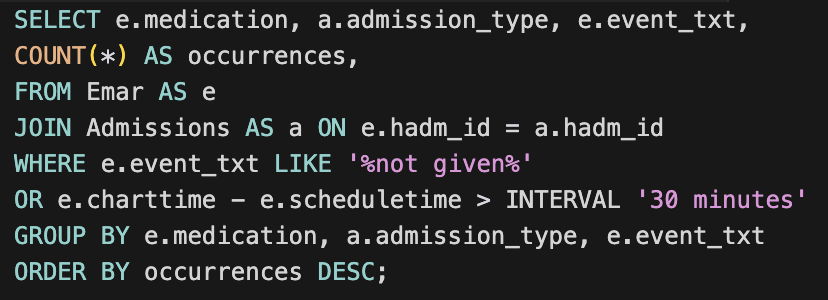 SELECT e.medication, a.admission_type, e.event_txt,
COUNT(*) AS occurrences,
FROM Emar AS e
JOIN Admissions AS a ON e.hadm_id = a.hadm_id
WHERE e.event_txt LIKE '%not given%'
OR e.charttime - e.scheduletime > INTERVAL '30 minutes'
GROUP BY e.medication, a.admission_type, e.event_txt
ORDER BY occurrences DESC;